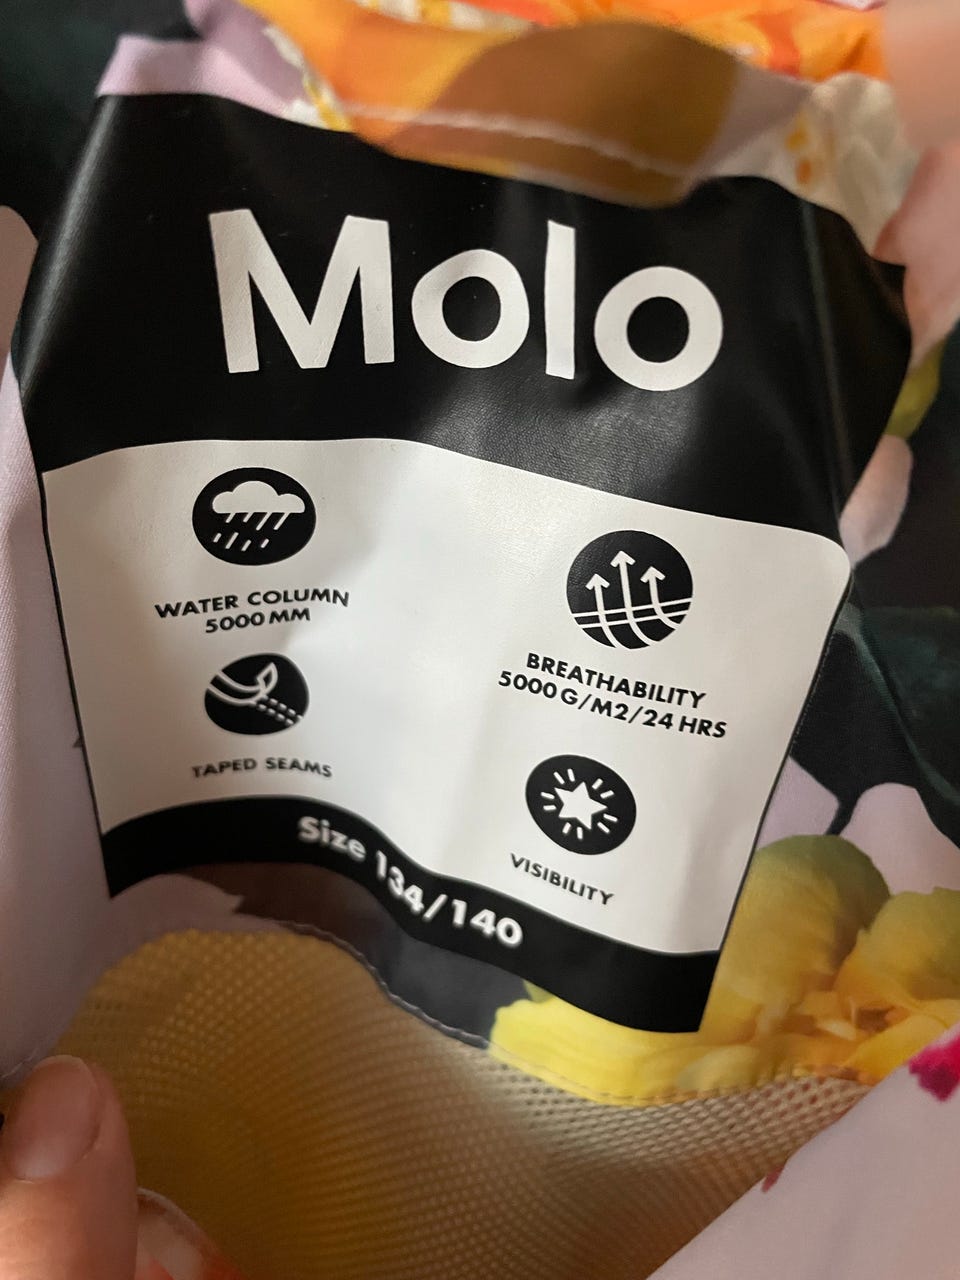 Molo
WATER COLUMN
5000 MM
BREATHABILITY
5000 G/M2/24 HRS
TAPED SEAMS
VISIBILITY
Size 134/140